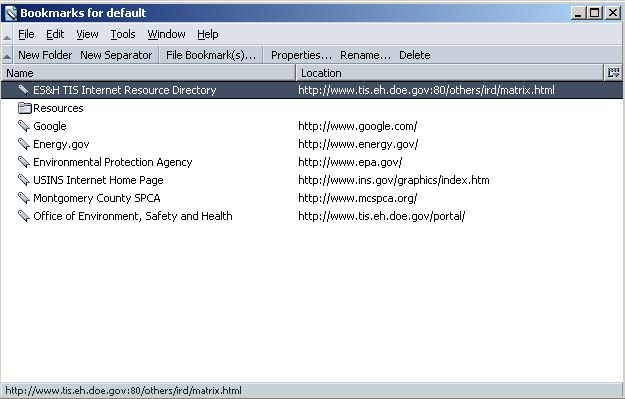 Bookmarks for default
File Edit View Tools Window Help
New Folder New Separator File Bookmark(s)... Properties... Rename... Delete
Name Location
ES&H TIS Internet Resource Directory http://www.tis.eh.doe.gov:80/others/ird/matrix.html
Resources
Google http://www.google.com/
Energy.gov http://www.energy.gov/
Environmental Protection Agency http://www.epa.gov/
USINS Internet Home Page http://www.ins.gov/graphics/index.htm
Montgomery County SPCA http://www.mcspca.org/
Office of Environment, Safety and Health http://www.tis.eh.doe.gov/portal/
http://www.tis.eh.doe.gov:80/others/ird/matrix.html